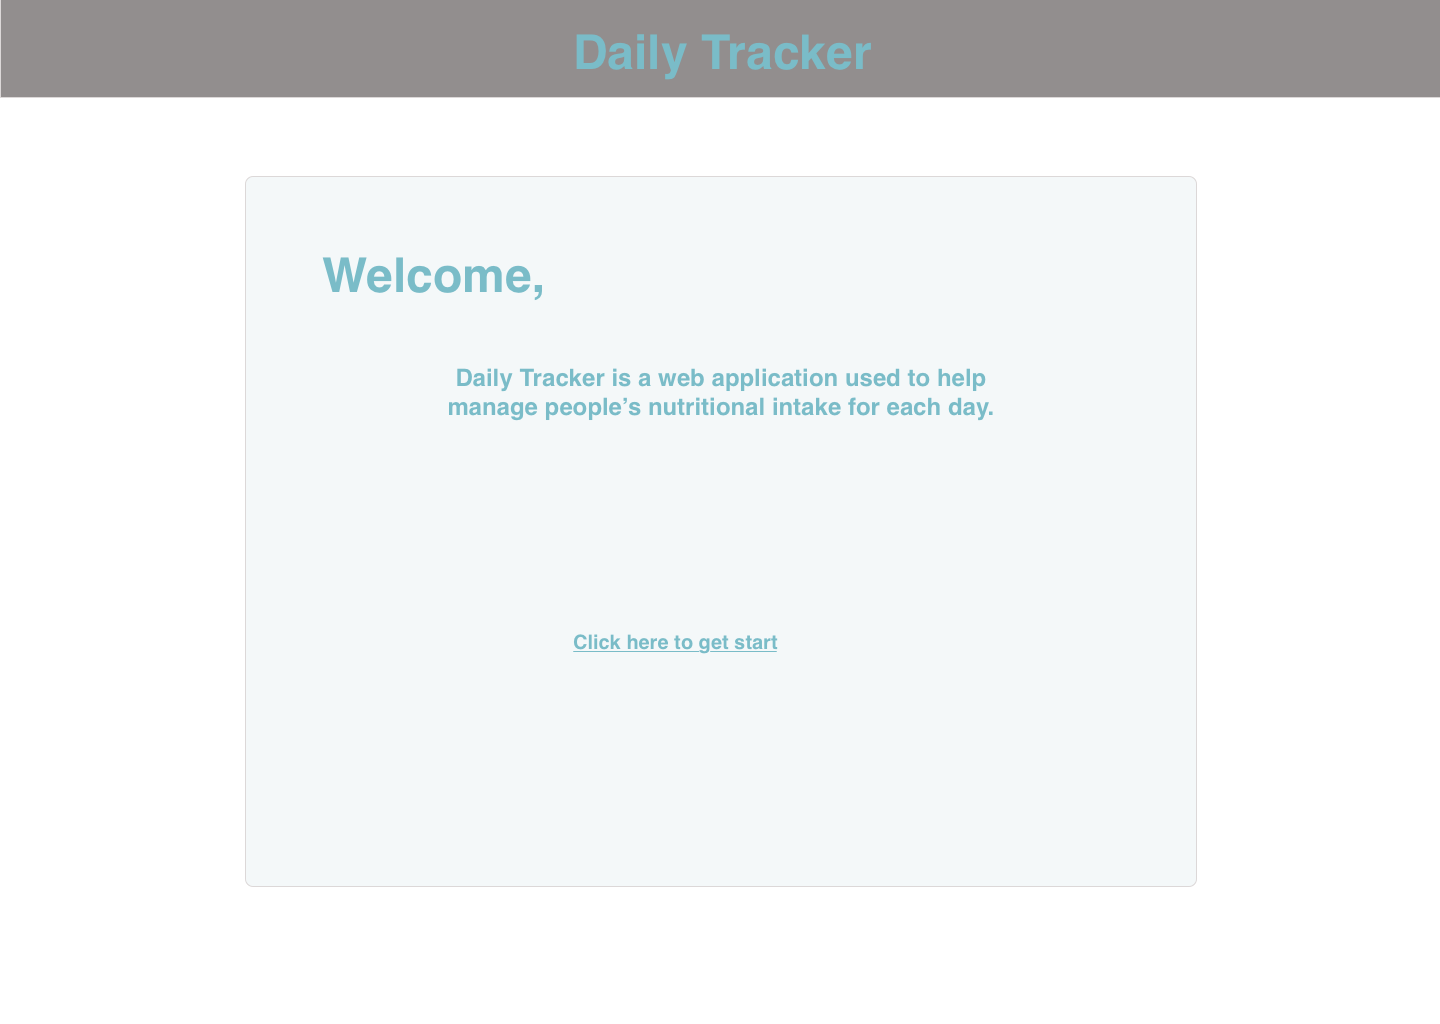 Daily Tracker
Welcome,
Daily Tracker is a web application used to help
manage people’s nutritional intake for each day.
Click here to get start